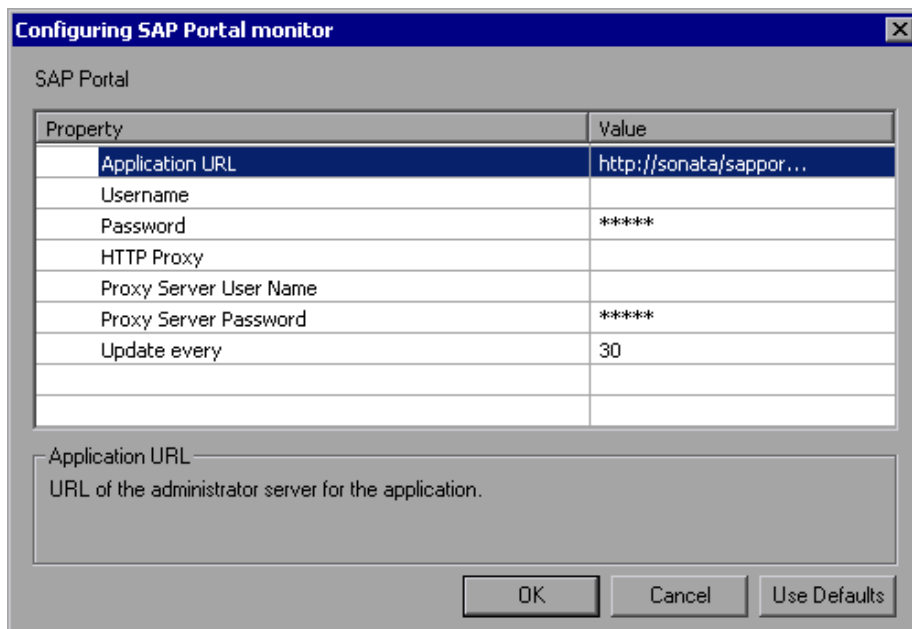 Configuring SAP Portal monitor
SAP Portal
Property Value
Application URL http://sonata/sappor...
Username
Password *****
HTTP Proxy
Proxy Server User Name
Proxy Server Password *****
Update every 30
Application URL
URL of the administrator server for the application.
OK Cancel Use Defaults